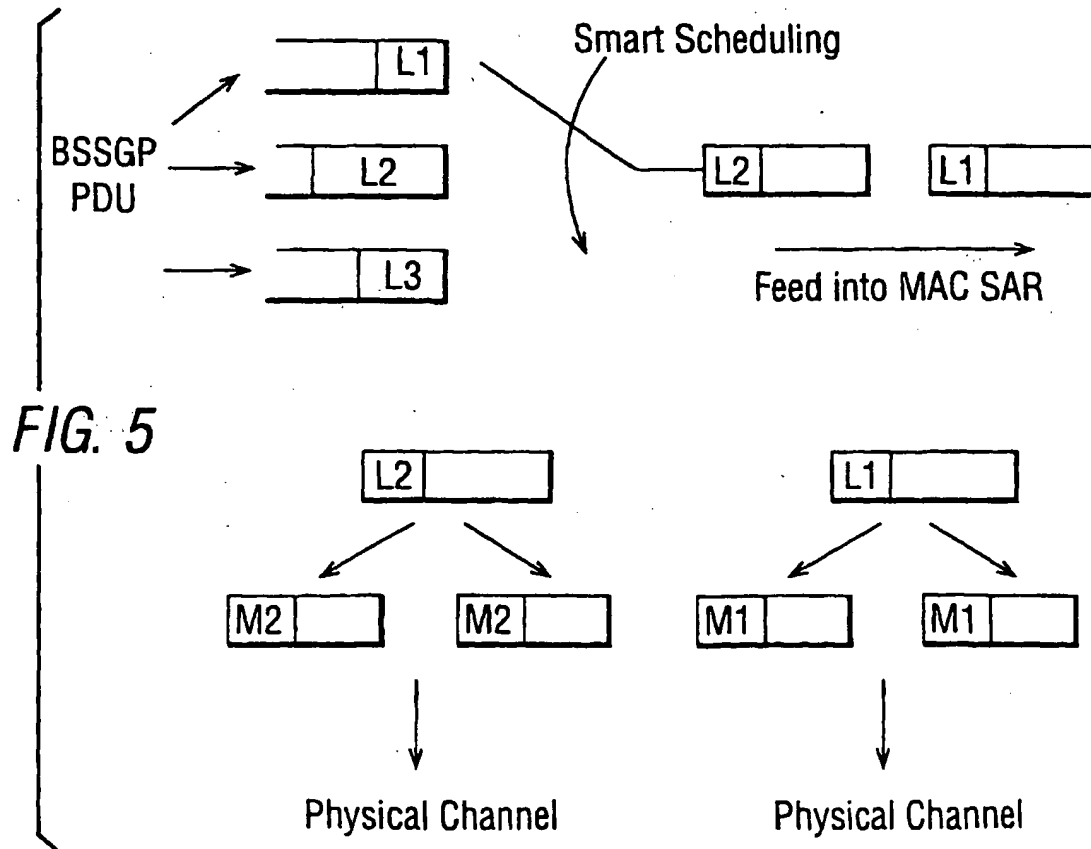 Smart Scheduling
L1
BSSGP
PDU
L2
L2
L1
L3
Feed into MAC SAR
FIG. 5
L2
L1
M2
M2
M1
M1
Physical Channel
Physical Channel